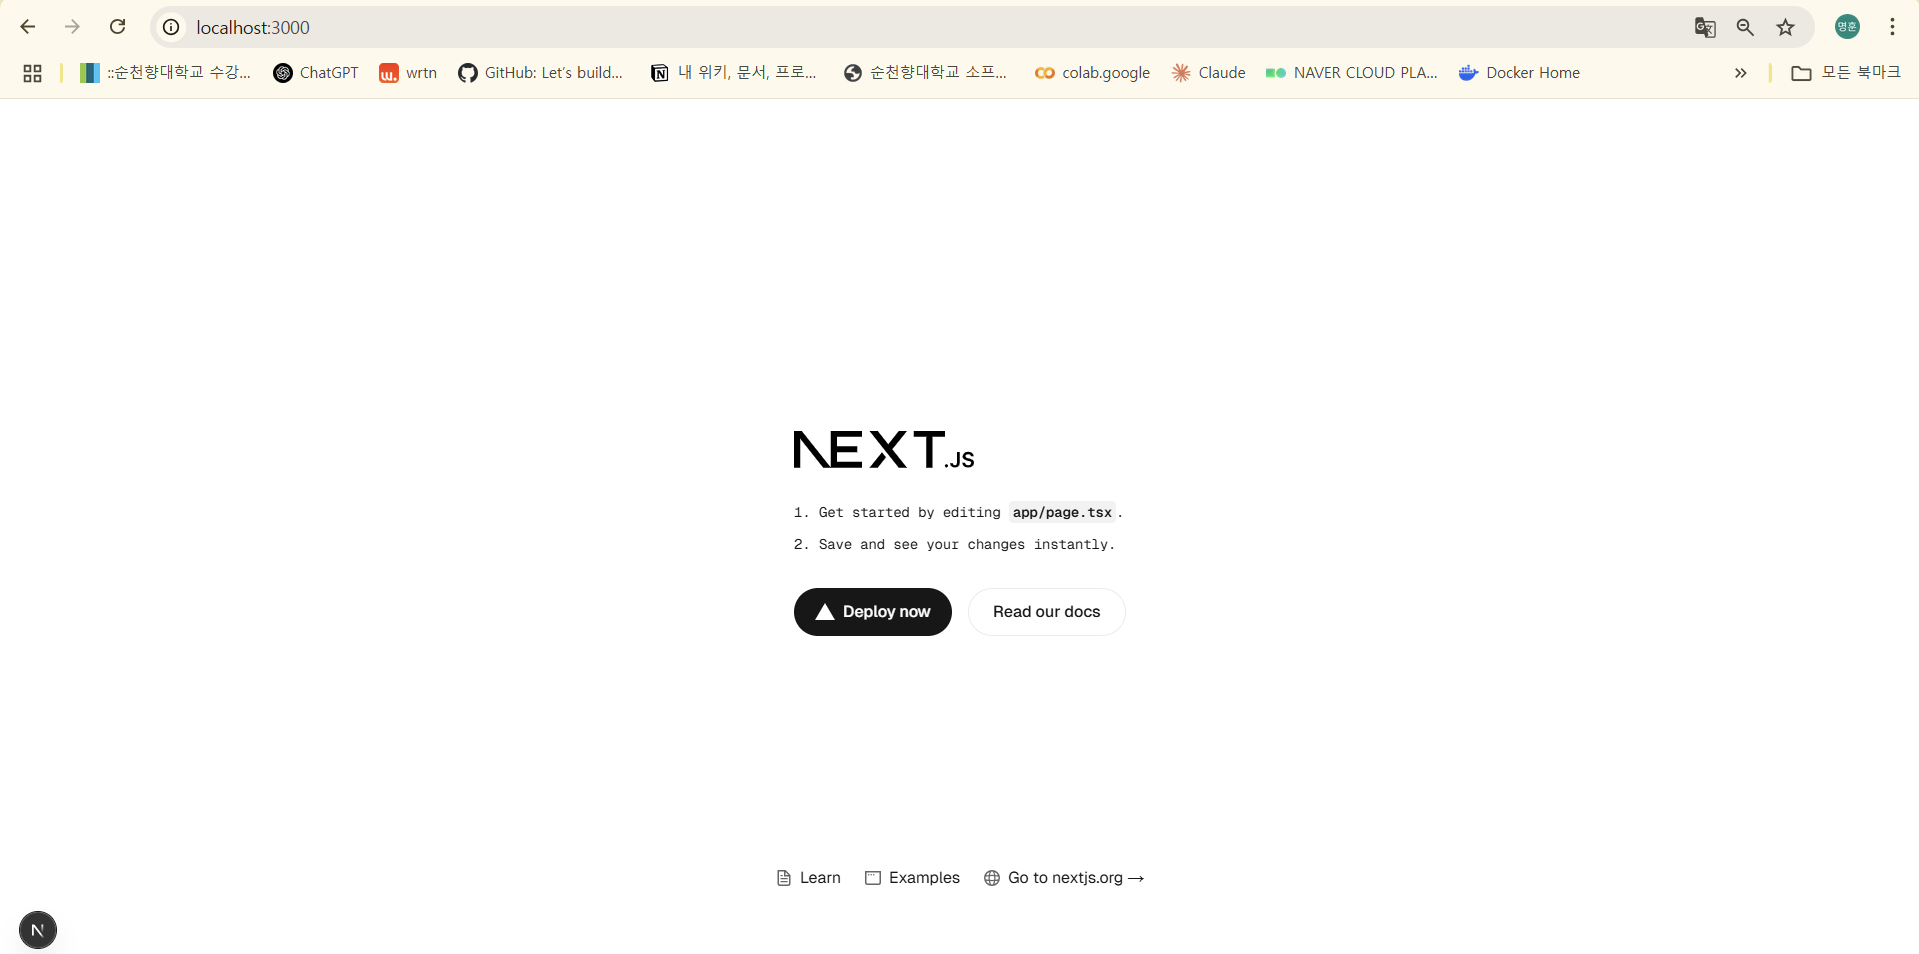 localhost:3000
명훈
::순천향대학교 수강...
ChatGPT
wrtn
GitHub: Let's build...
내 위키, 문서, 프로...
순천향대학교 소프...
colab.google
Claude
NAVER CLOUD PLA...
Docker Home
모든 북마크
NEXT.JS
1. Get started by editing app/page.tsx.
2. Save and see your changes instantly.
Deploy now
Read our docs
Learn
Examples
Go to nextjs.org →
N